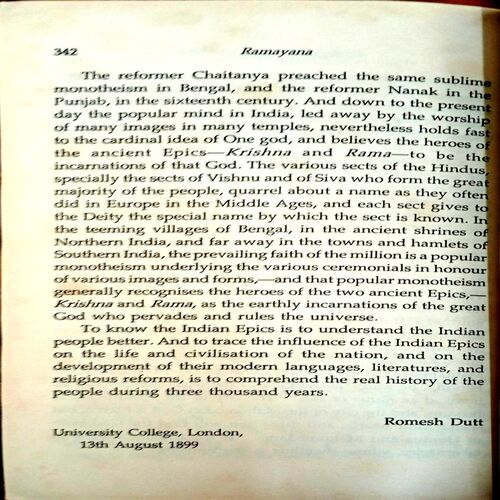 342 Ramayana
The reformer Chaitanya preached the same sublime
monotheism in Bengal, and the reformer Nanak in the
Punjab, in the sixteenth century. And down to the present
day the popular mind in India, led away by the worship
of many images in many temples, nevertheless holds fast
to the cardinal idea of One god, and believes the heroes of
the ancient Epics—Krishna and Rama—to be the
incarnations of that God. The various sects of the Hindus,
specially the sects of Vishnu and of Siva who form the great
majority of the people, quarrel about a name as they often
did in Europe in the Middle Ages, and each sect gives to
the Deity the special name by which the sect is known. In
the teeming villages of Bengal, in the ancient shrines of
Northern India, and far away in the towns and hamlets of
Southern India, the prevailing faith of the million is a popular
monotheism underlying the various ceremonials in honour
of various images and forms,—and that popular monotheism
generally recognises the heroes of the two ancient Epics,—
Krishna and Rama, as the earthly incarnations of the great
God who pervades and rules the universe.
To know the Indian Epics is to understand the Indian
people better. And to trace the influence of the Indian Epics
on the life and civilisation of the nation, and on the
development of their modern languages, literatures, and
religious reforms, is to comprehend the real history of the
people during three thousand years.
Romesh Dutt
University College, London,
13th August 1899